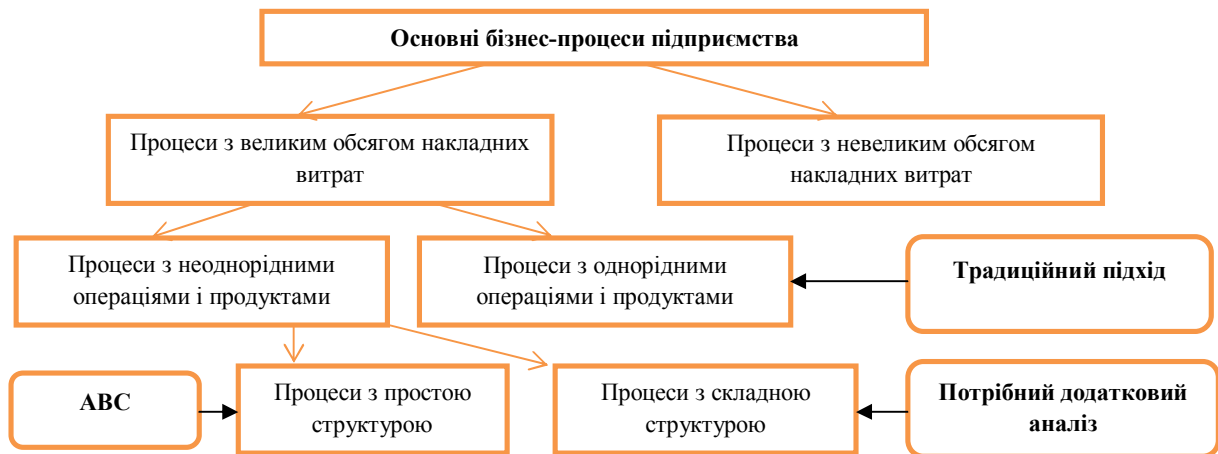 Основні бізнес-процеси підприємства
Процеси з великим обсягом накладних
витрат
Процеси з невеликим обсягом
накладних витрат
Процеси з неоднорідними
операціями і продуктами
Процеси з однорідними
операціями і продуктами
Традиційний підхід
АВС
Процеси з простою
структурою
Процеси з складною
структурою
Потрібний додатковий
аналіз